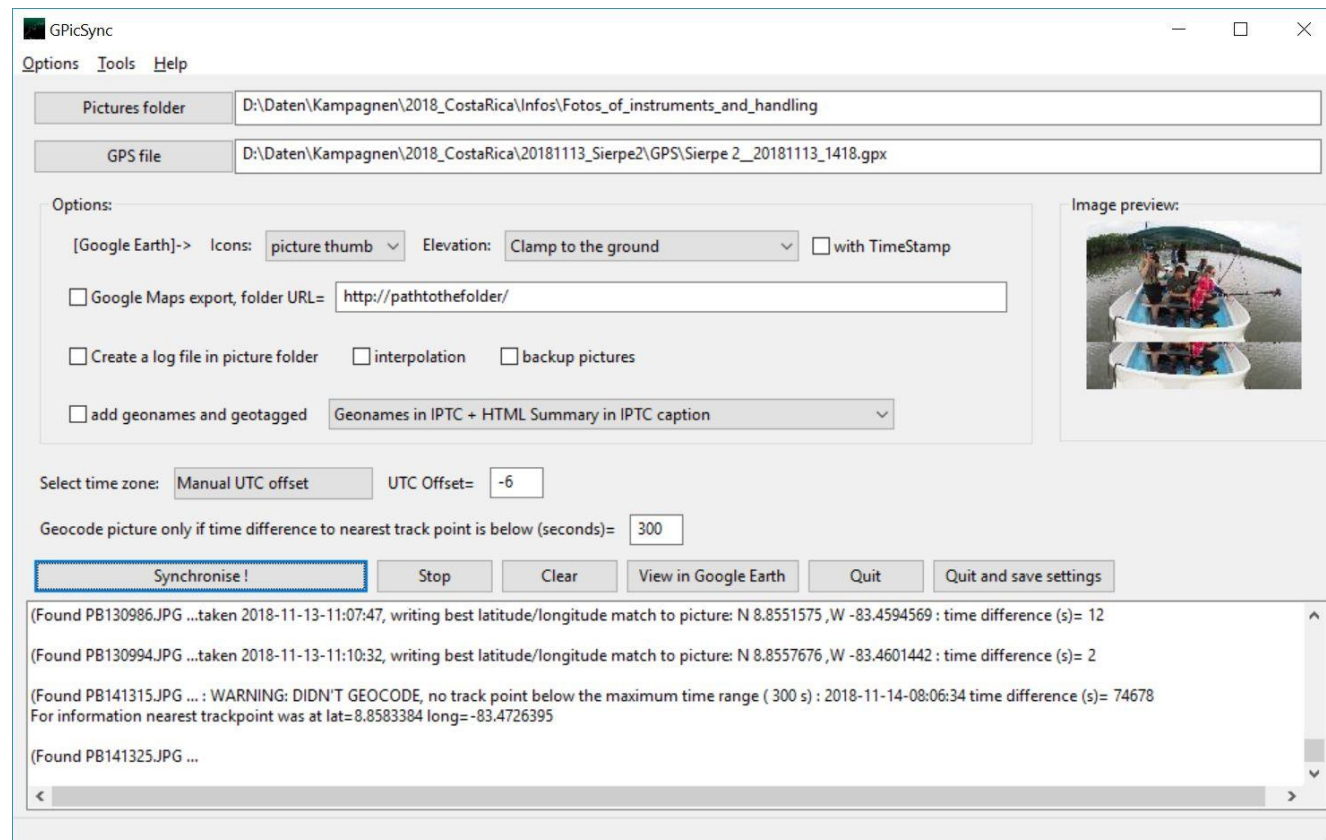 GPicSync
Options Tools Help
Pictures folder D:\Daten\Kampagnen\2018_CostaRica\Infos\Fotos_of_instruments_and_handling
GPS file D:\Daten\Kampagnen\2018_CostaRica\20181113_Sierpe2\GPS\Sierpe 2__20181113_1418.gpx
Options: Image preview:
[Google Earth]-> Icons: picture thumb Elevation: Clamp to the ground with TimeStamp
Google Maps export, folder URL= http://pathtothefolder/
Create a log file in picture folder interpolation backup pictures
add geonames and geotagged Geonames in IPTC + HTML Summary in IPTC caption
Select time zone: Manual UTC offset UTC Offset= -6
Geocode picture only if time difference to nearest track point is below (seconds)= 300
Synchronise ! Stop Clear View in Google Earth Quit Quit and save settings
(Found PB130986.JPG ...taken 2018-11-13-11:07:47, writing best latitude/longitude match to picture: N 8.8551575 ,W -83.4594569 : time difference (s)= 12
(Found PB130994.JPG ...taken 2018-11-13-11:10:32, writing best latitude/longitude match to picture: N 8.8557676 ,W -83.4601442 : time difference (s)= 2
(Found PB141315.JPG ... : WARNING: DIDN'T GEOCODE, no track point below the maximum time range ( 300 s) : 2018-11-14-08:06:34 time difference (s)= 74678
For information nearest trackpoint was at lat=8.8583384 long=-83.4726395
(Found PB141325.JPG ...